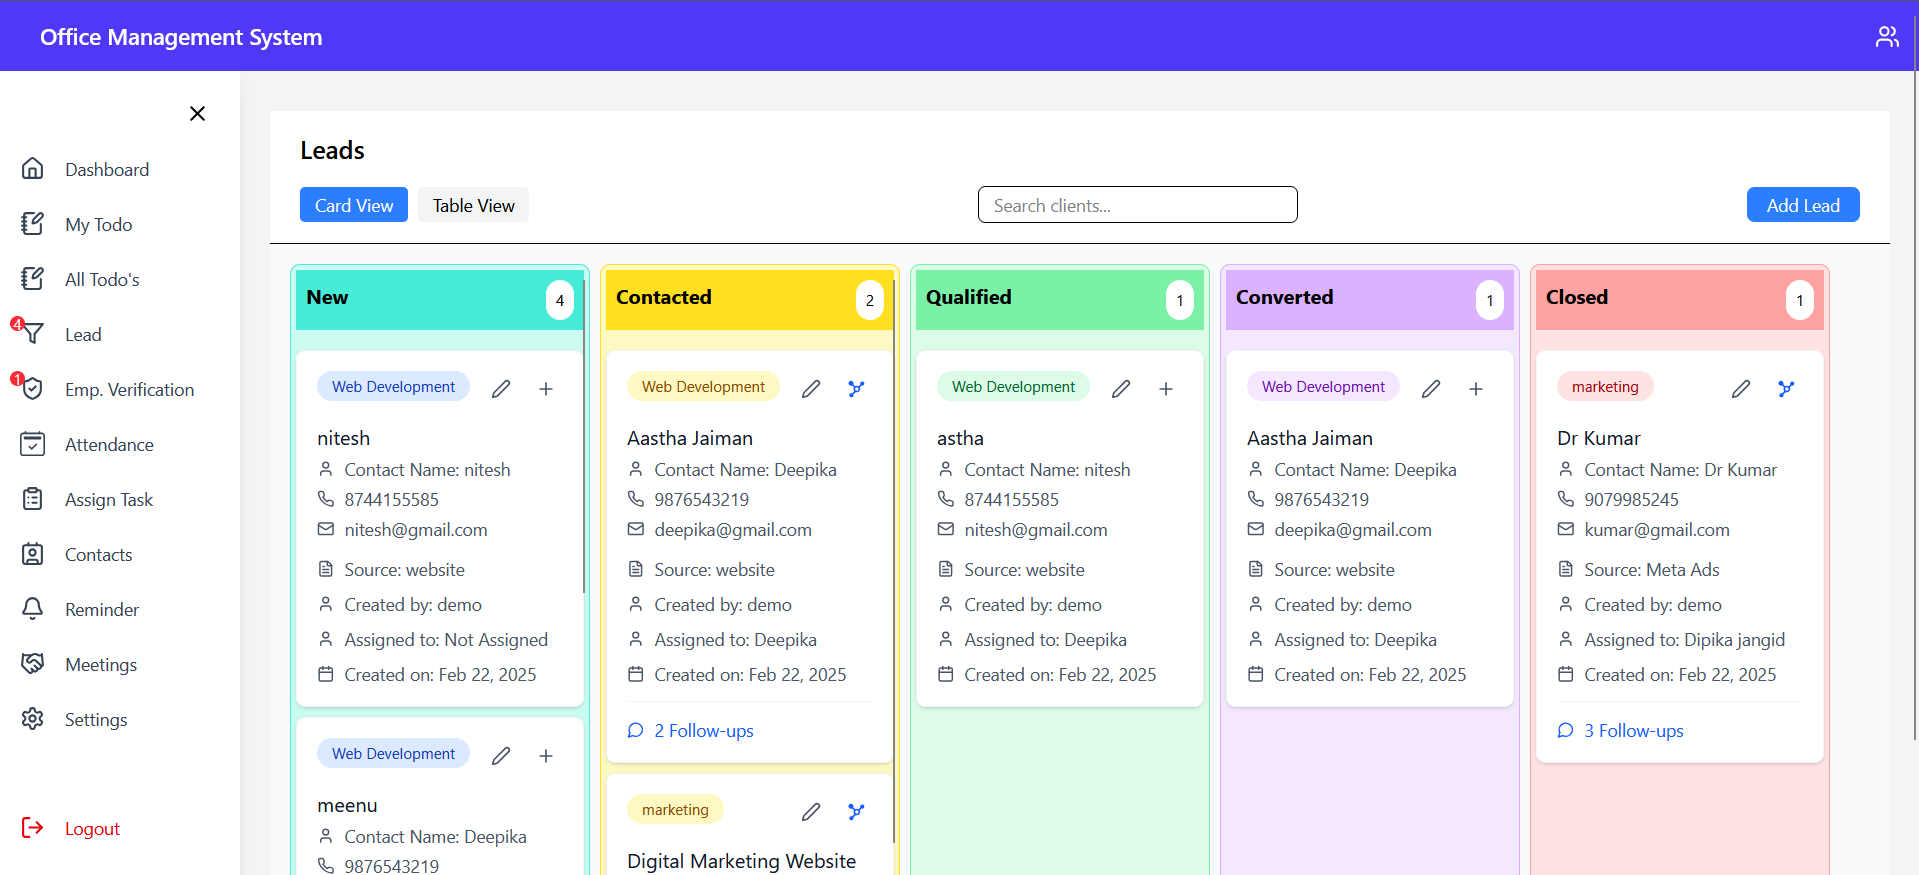 Office Management System
Dashboard
My Todo
All Todo's
4
Lead
1
Emp. Verification
Attendance
Assign Task
Contacts
Reminder
Meetings
Settings
Logout
Leads
Card View
Table View
Search clients...
Add Lead
New
4
Web Development
nitesh
Contact Name: nitesh
8744155585
nitesh@gmail.com
Source: website
Created by: demo
Assigned to: Not Assigned
Created on: Feb 22, 2025
Web Development
meenu
Contact Name: Deepika
9876543219
Contacted
2
Web Development
Aastha Jaiman
Contact Name: Deepika
9876543219
deepika@gmail.com
Source: website
Created by: demo
Assigned to: Deepika
Created on: Feb 22, 2025
2 Follow-ups
marketing
Digital Marketing Website
Qualified
1
Web Development
astha
Contact Name: nitesh
8744155585
nitesh@gmail.com
Source: website
Created by: demo
Assigned to: Deepika
Created on: Feb 22, 2025
Converted
1
Web Development
Aastha Jaiman
Contact Name: Deepika
9876543219
deepika@gmail.com
Source: website
Created by: demo
Assigned to: Deepika
Created on: Feb 22, 2025
Closed
1
marketing
Dr Kumar
Contact Name: Dr Kumar
9079985245
kumar@gmail.com
Source: Meta Ads
Created by: demo
Assigned to: Dipika jangid
Created on: Feb 22, 2025
3 Follow-ups